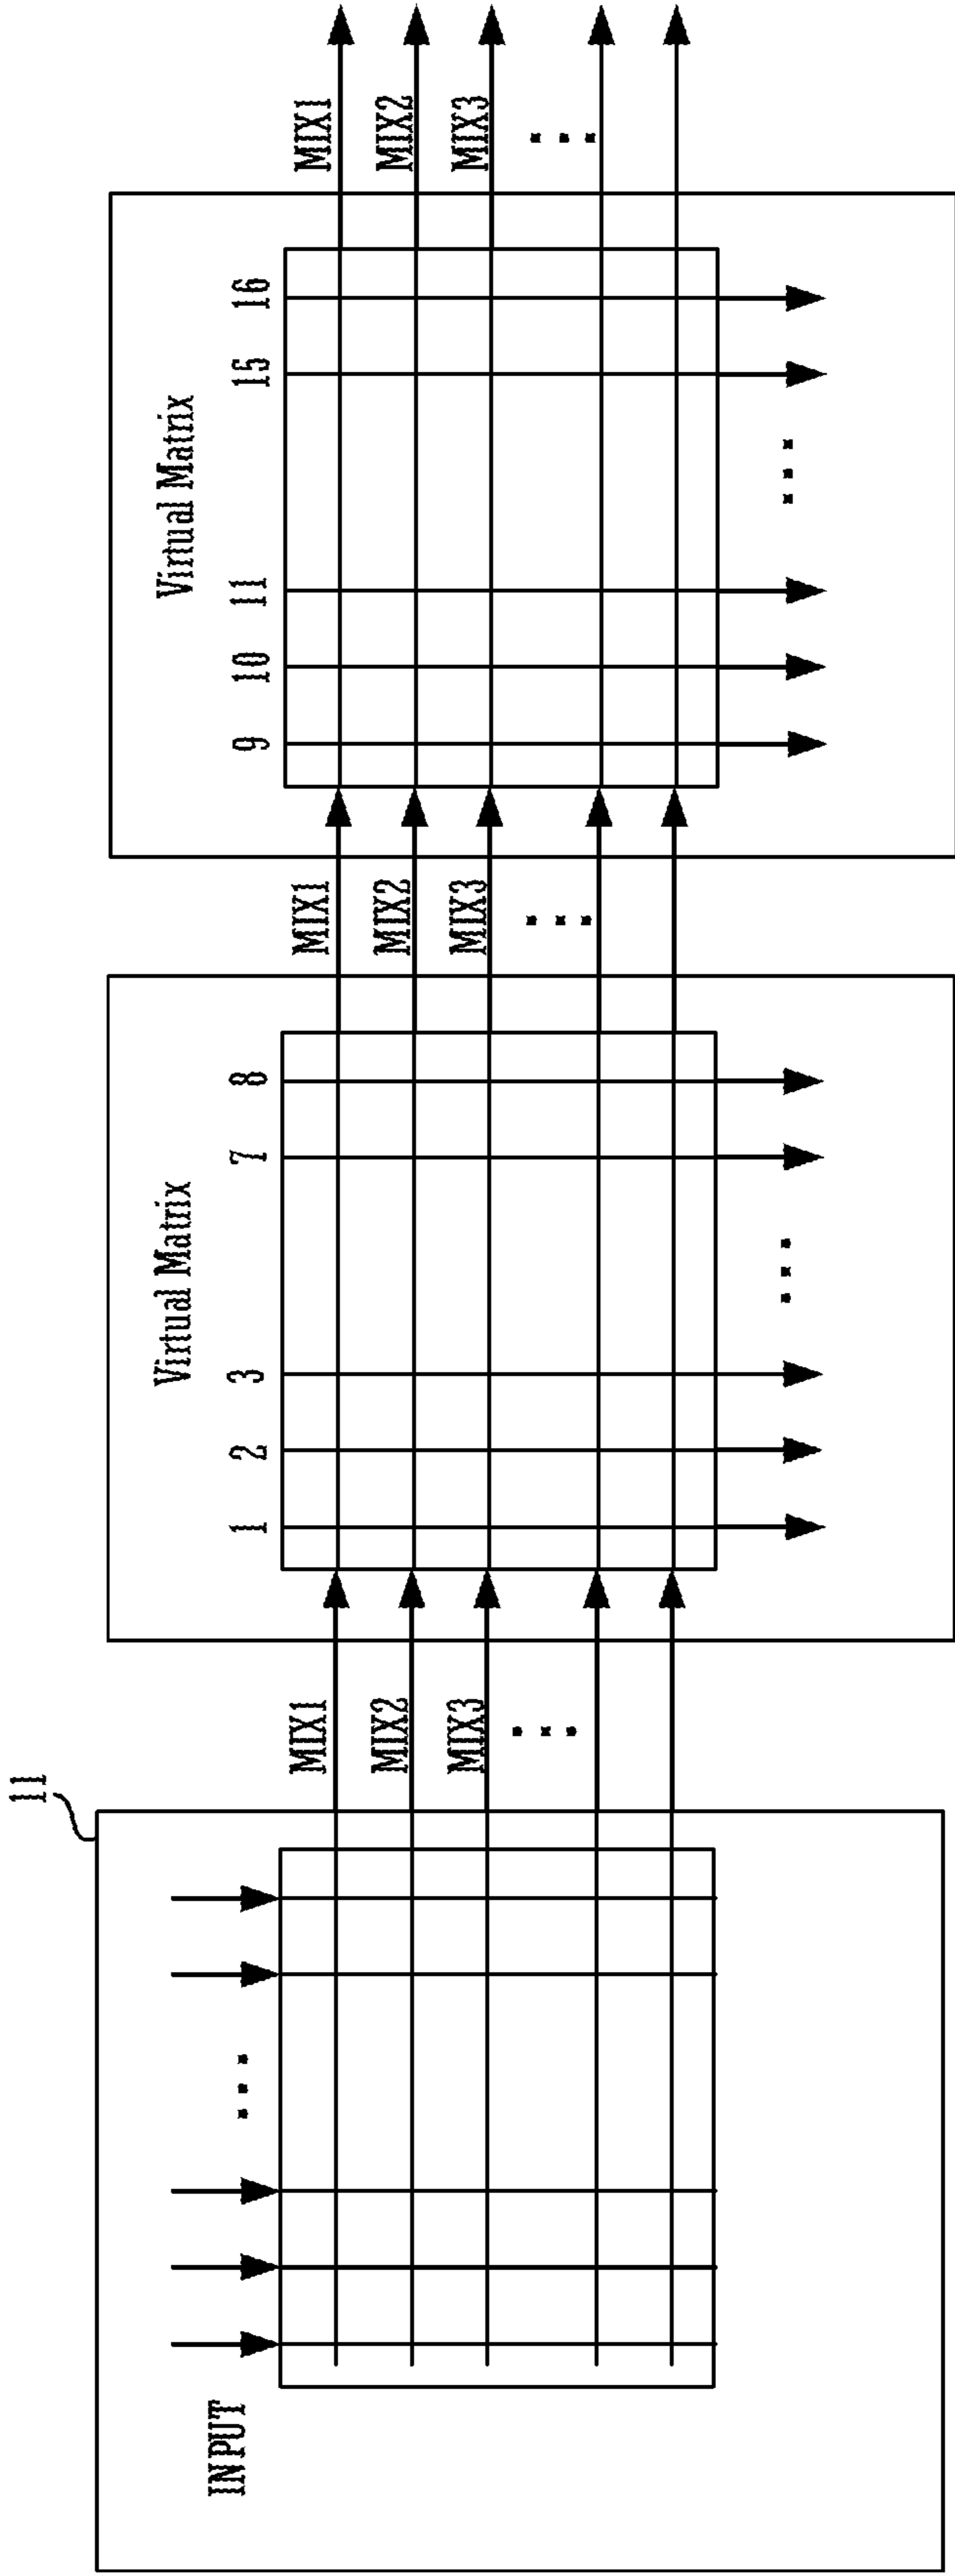 11
INPUT
MIX1
MIX2
MIX3
Virtual Matrix
1 2 3 7 8
MIX1
MIX2
MIX3
Virtual Matrix
9 10 11 15 16
MIX1
MIX2
MIX3